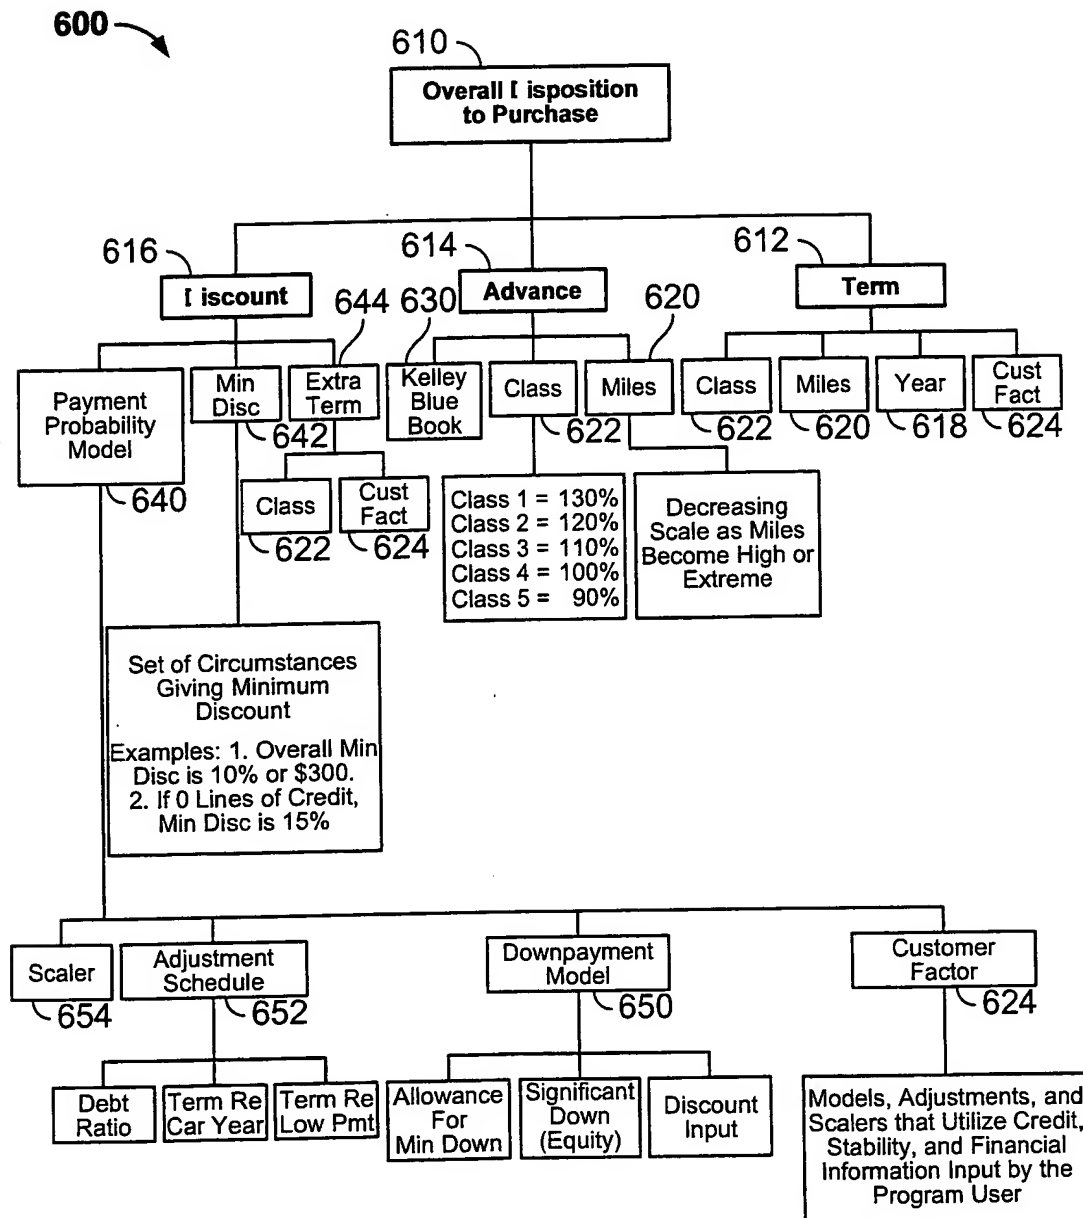 600
610
Overall [ isposition
to Purchase
616
614
612
[ iscount
Advance
Term
644
630
620
Payment
Probability
Model
640
Min
Disc
642
Extra
Term
Kelley
Blue
Book
Class
622
Miles
Class
622
Miles
620
Year
618
Cust
Fact
624
Class
622
Cust
Fact
624
Class 1 = 130%
Class 2 = 120%
Class 3 = 110%
Class 4 = 100%
Class 5 = 90%
Decreasing
Scale as Miles
Become High or
Extreme
Set of Circumstances
Giving Minimum
Discount
Examples: 1. Overall Min
Disc is 10% or $300.
2. If 0 Lines of Credit,
Min Disc is 15%
Scaler
654
Adjustment
Schedule
652
Downpayment
Model
650
Customer
Factor
624
Debt
Ratio
Term Re
Car Year
Term Re
Low Pmt
Allowance
For
Min Down
Significant
Down
(Equity)
Discount
Input
Models, Adjustments, and
Scalers that Utilize Credit,
Stability, and Financial
Information Input by the
Program User